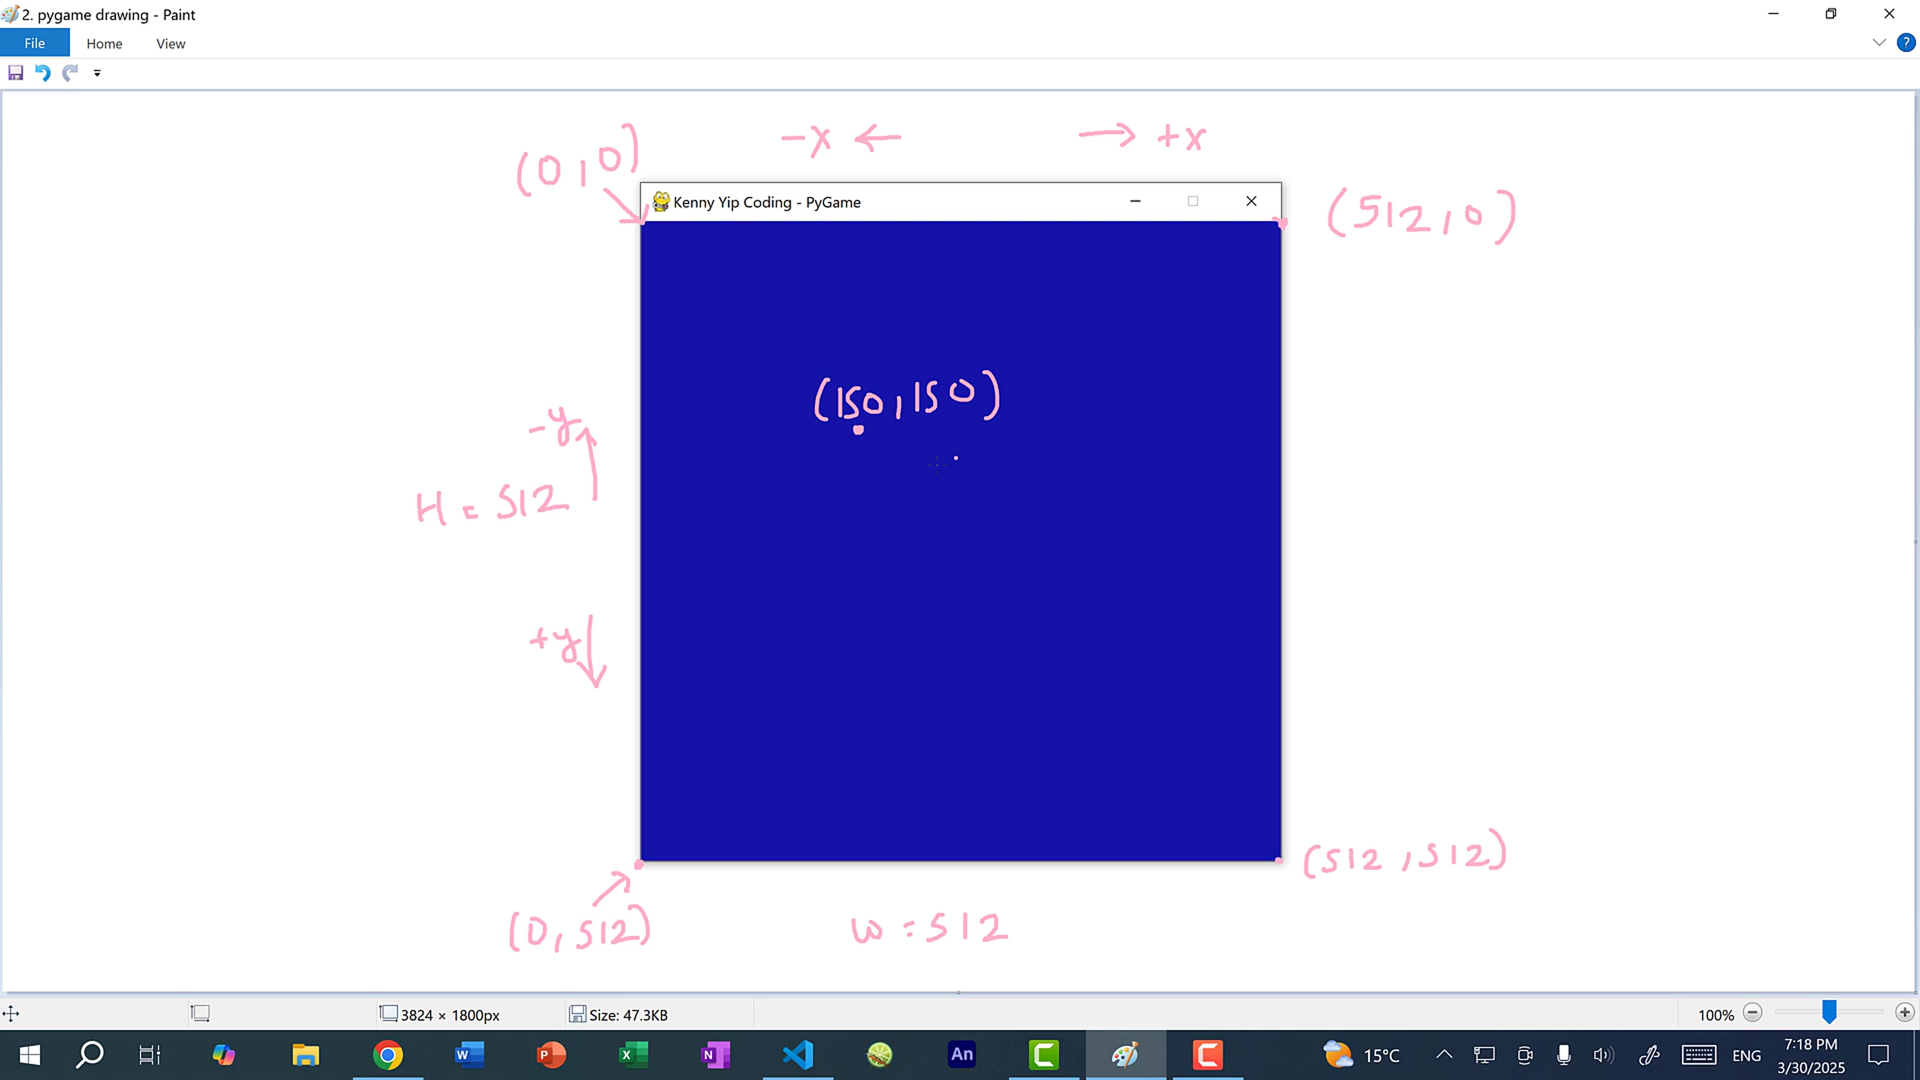 2. pygame drawing - Paint
File Home View
-x ← → +x
(0,0)
Kenny Yip Coding - PyGame
(512,0)
(150,150)
-y
H = 512
+y
(512,512)
(0,512)
w = 512
3824 × 1800px Size: 47.3KB 100%
15°C ENG 7:18 PM
3/30/2025